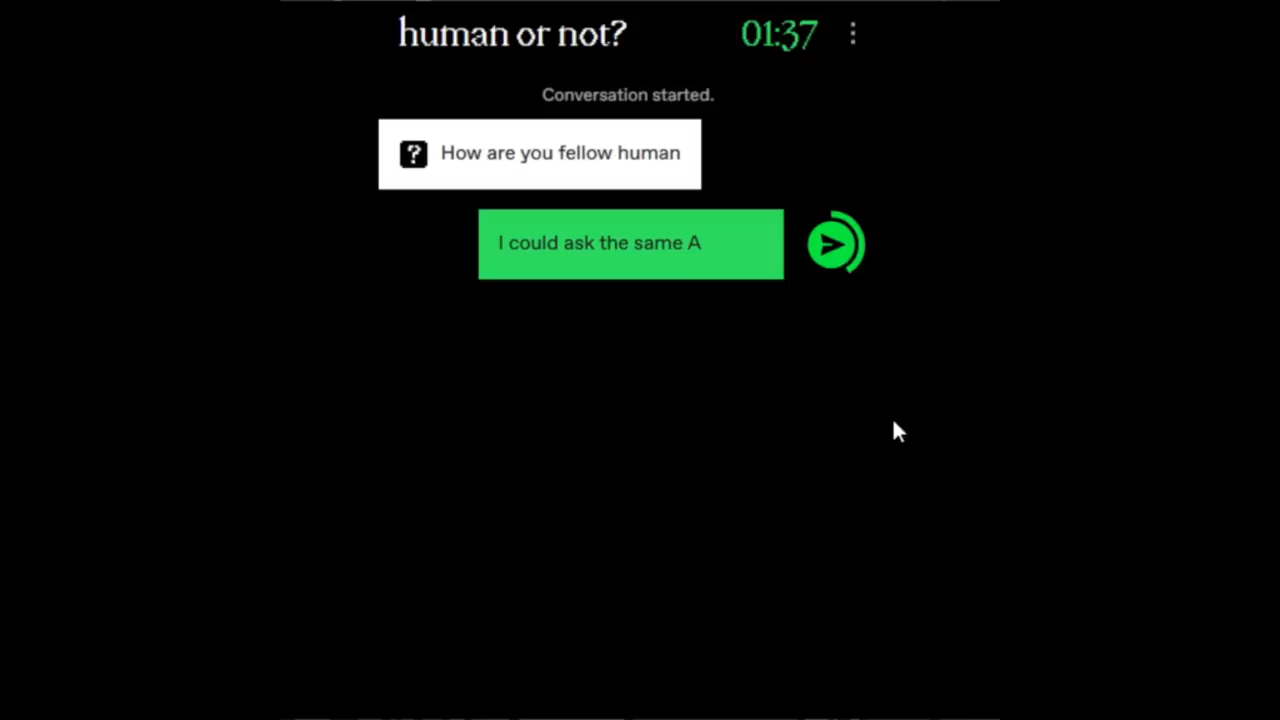 human or not?
01:37
Conversation started.
? How are you fellow human
I could ask the same A